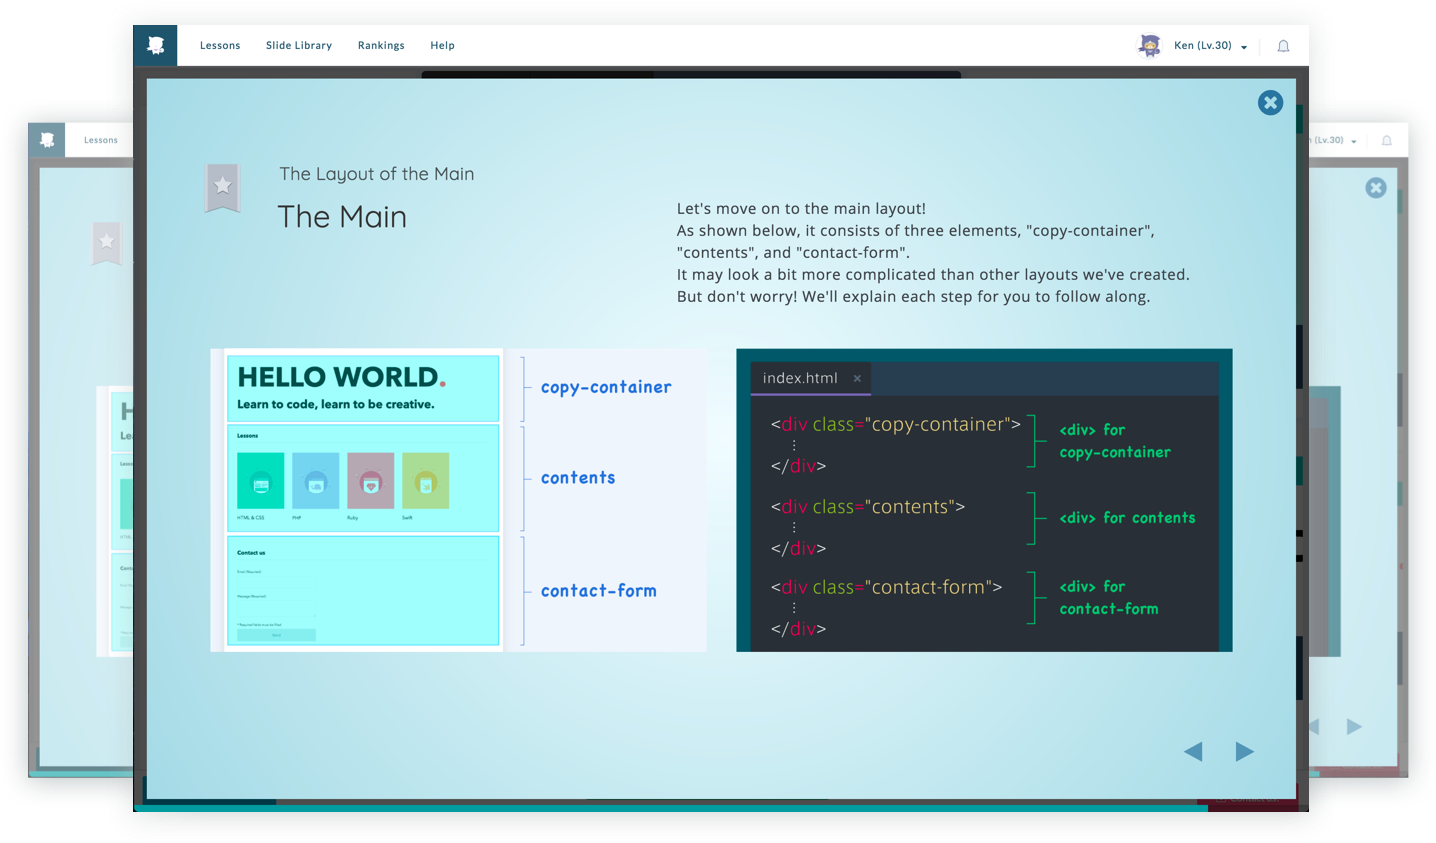 Lessons Slide Library Rankings Help
Ken (Lv.30)
Lessons
(Lv.30)
The Layout of the Main
The Main
Let's move on to the main layout!
As shown below, it consists of three elements, "copy-container",
"contents", and "contact-form".
It may look a bit more complicated than other layouts we've created.
But don't worry! We'll explain each step for you to follow along.
HELLO WORLD.
Learn to code, learn to be creative.
copy-container
Lessons
HTML & CSS PHP Ruby Swift
contents
Contact us
Email (Required)
Message (Required)
* Required fields must be filled
Send
contact-form
index.html ×
<div class="copy-container">
⋮
</div>
<div> for
copy-container
<div class="contents">
⋮
</div>
<div> for contents
<div class="contact-form">
⋮
</div>
<div> for
contact-form